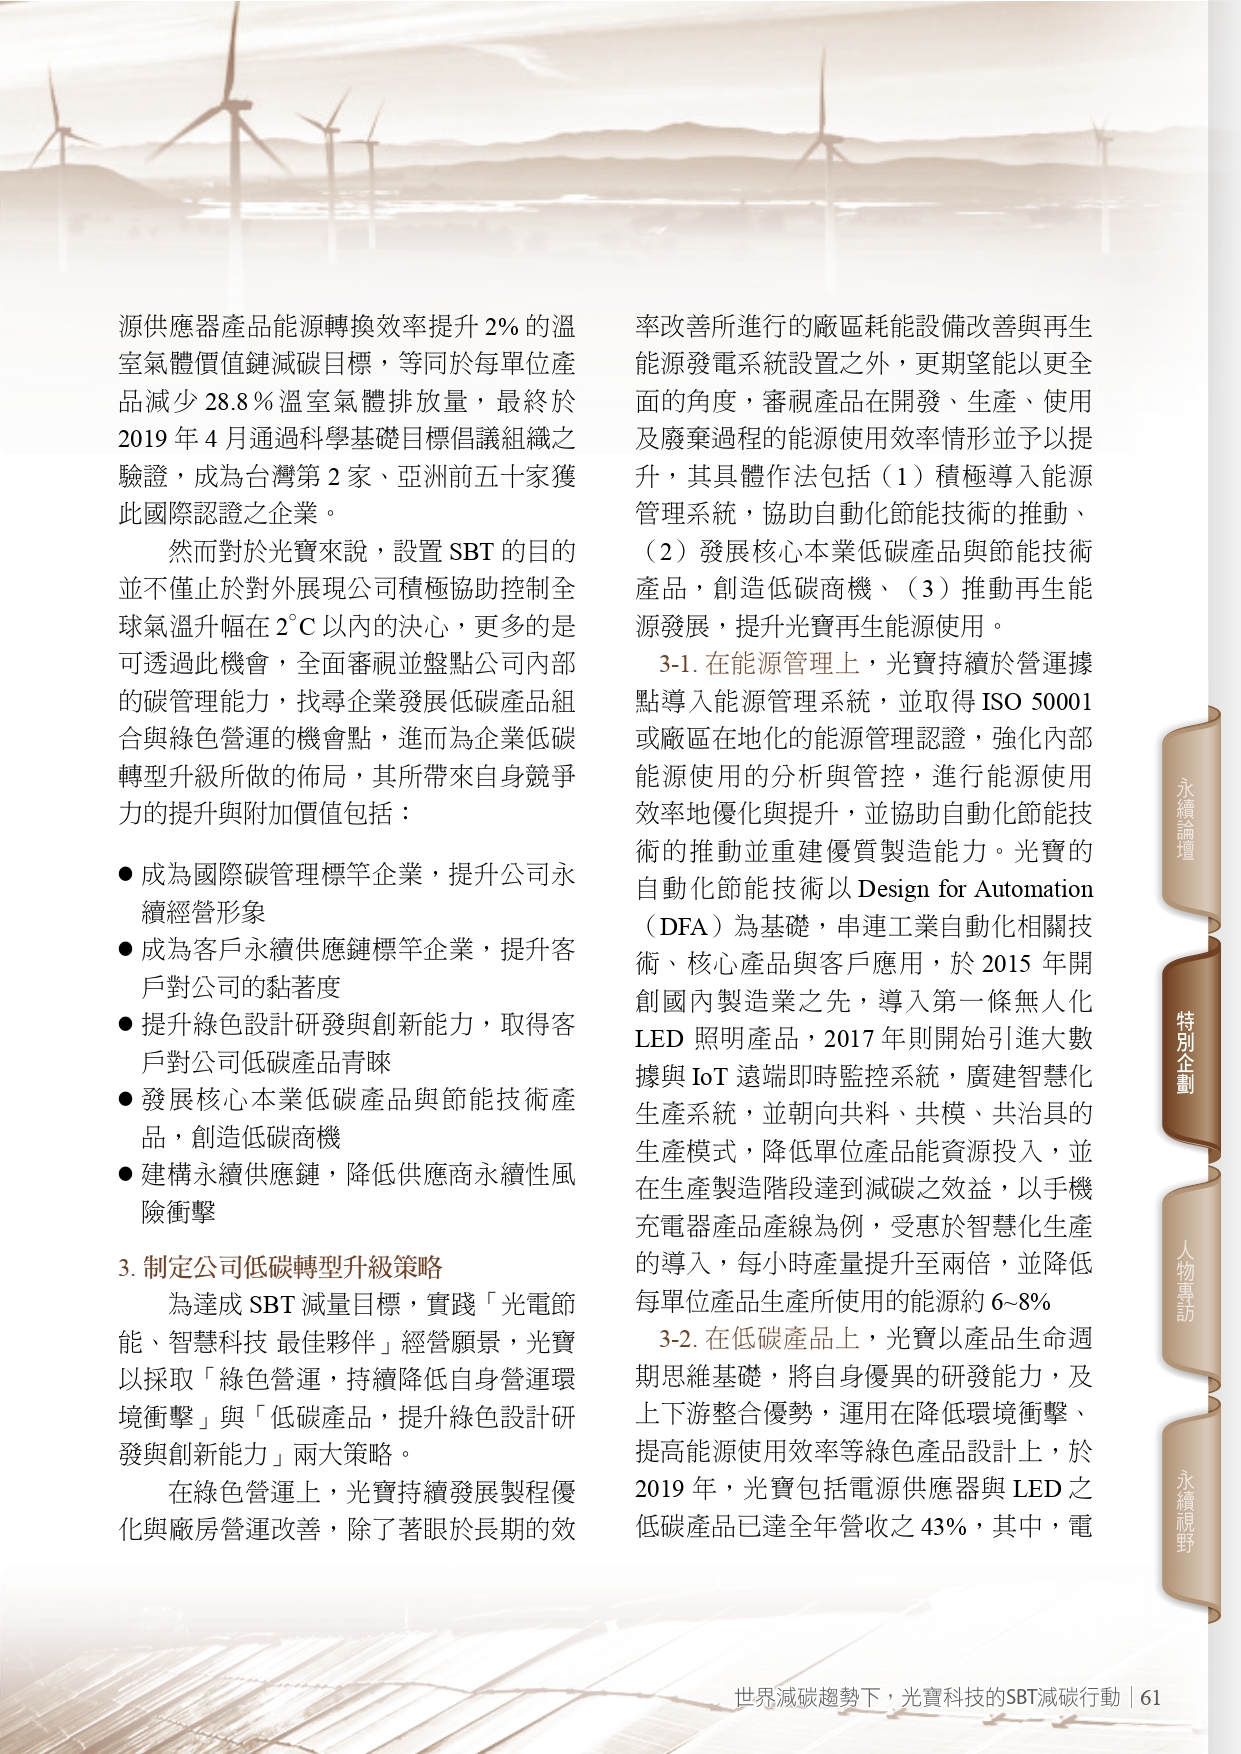 源供應器產品能源轉換效率提升 2% 的溫
室氣體價值鏈減碳目標，等同於每單位產
品減少 28.8％溫室氣體排放量，最終於
2019 年 4 月通過科學基礎目標倡議組織之
驗證，成為台灣第 2 家、亞洲前五十家獲
此國際認證之企業。
然而對於光寶來說，設置 SBT 的目的
並不僅止於對外展現公司積極協助控制全
球氣溫升幅在 2°C 以內的決心，更多的是
可透過此機會，全面審視並盤點公司內部
的碳管理能力，找尋企業發展低碳產品組
合與綠色營運的機會點，進而為企業低碳
轉型升級所做的佈局，其所帶來自身競爭
力的提升與附加價值包括：
● 成為國際碳管理標竿企業，提升公司永
續經營形象
● 成為客戶永續供應鏈標竿企業，提升客
戶對公司的黏著度
● 提升綠色設計研發與創新能力，取得客
戶對公司低碳產品青睞
● 發展核心本業低碳產品與節能技術產
品，創造低碳商機
● 建構永續供應鏈，降低供應商永續性風
險衝擊
3. 制定公司低碳轉型升級策略
為達成 SBT 減量目標，實踐「光電節
能、智慧科技 最佳夥伴」經營願景，光寶
以採取「綠色營運，持續降低自身營運環
境衝擊」與「低碳產品，提升綠色設計研
發與創新能力」兩大策略。
在綠色營運上，光寶持續發展製程優
化與廠房營運改善，除了著眼於長期的效
率改善所進行的廠區耗能設備改善與再生
能源發電系統設置之外，更期望能以更全
面的角度，審視產品在開發、生產、使用
及廢棄過程的能源使用效率情形並予以提
升，其具體作法包括（1）積極導入能源
管理系統，協助自動化節能技術的推動、
（2）發展核心本業低碳產品與節能技術
產品，創造低碳商機、（3）推動再生能
源發展，提升光寶再生能源使用。
3-1. 在能源管理上，光寶持續於營運據
點導入能源管理系統，並取得 ISO 50001
或廠區在地化的能源管理認證，強化內部
能源使用的分析與管控，進行能源使用
效率地優化與提升，並協助自動化節能技
術的推動並重建優質製造能力。光寶的
自動化節能技術以 Design for Automation
（DFA）為基礎，串連工業自動化相關技
術、核心產品與客戶應用，於 2015 年開
創國內製造業之先，導入第一條無人化
LED 照明產品，2017 年則開始引進大數
據與 IoT 遠端即時監控系統，廣建智慧化
生產系統，並朝向共料、共模、共治具的
生產模式，降低單位產品能資源投入，並
在生產製造階段達到減碳之效益，以手機
充電器產品產線為例，受惠於智慧化生產
的導入，每小時產量提升至兩倍，並降低
每單位產品生產所使用的能源約 6~8%
3-2. 在低碳產品上，光寶以產品生命週
期思維基礎，將自身優異的研發能力，及
上下游整合優勢，運用在降低環境衝擊、
提高能源使用效率等綠色產品設計上，於
2019 年，光寶包括電源供應器與 LED 之
低碳產品已達全年營收之 43%，其中，電
永續論壇
特別企劃
人物專訪
永續視野
世界減碳趨勢下，光寶科技的SBT減碳行動｜61